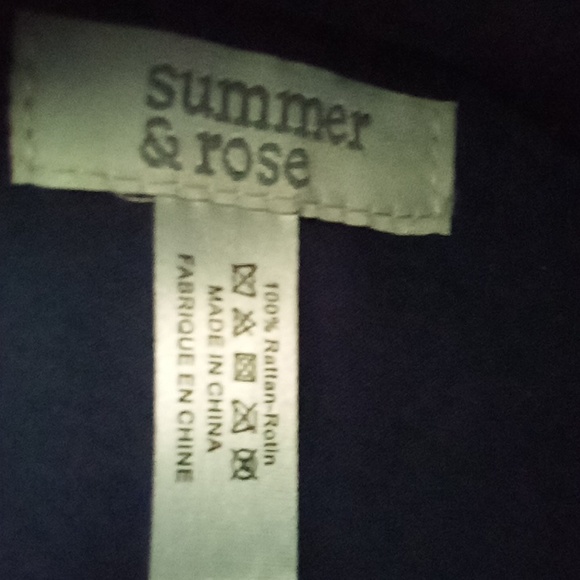 summer
& rose
100% Rattan-Rotin
MADE IN CHINA
FABRIQUE EN CHINE